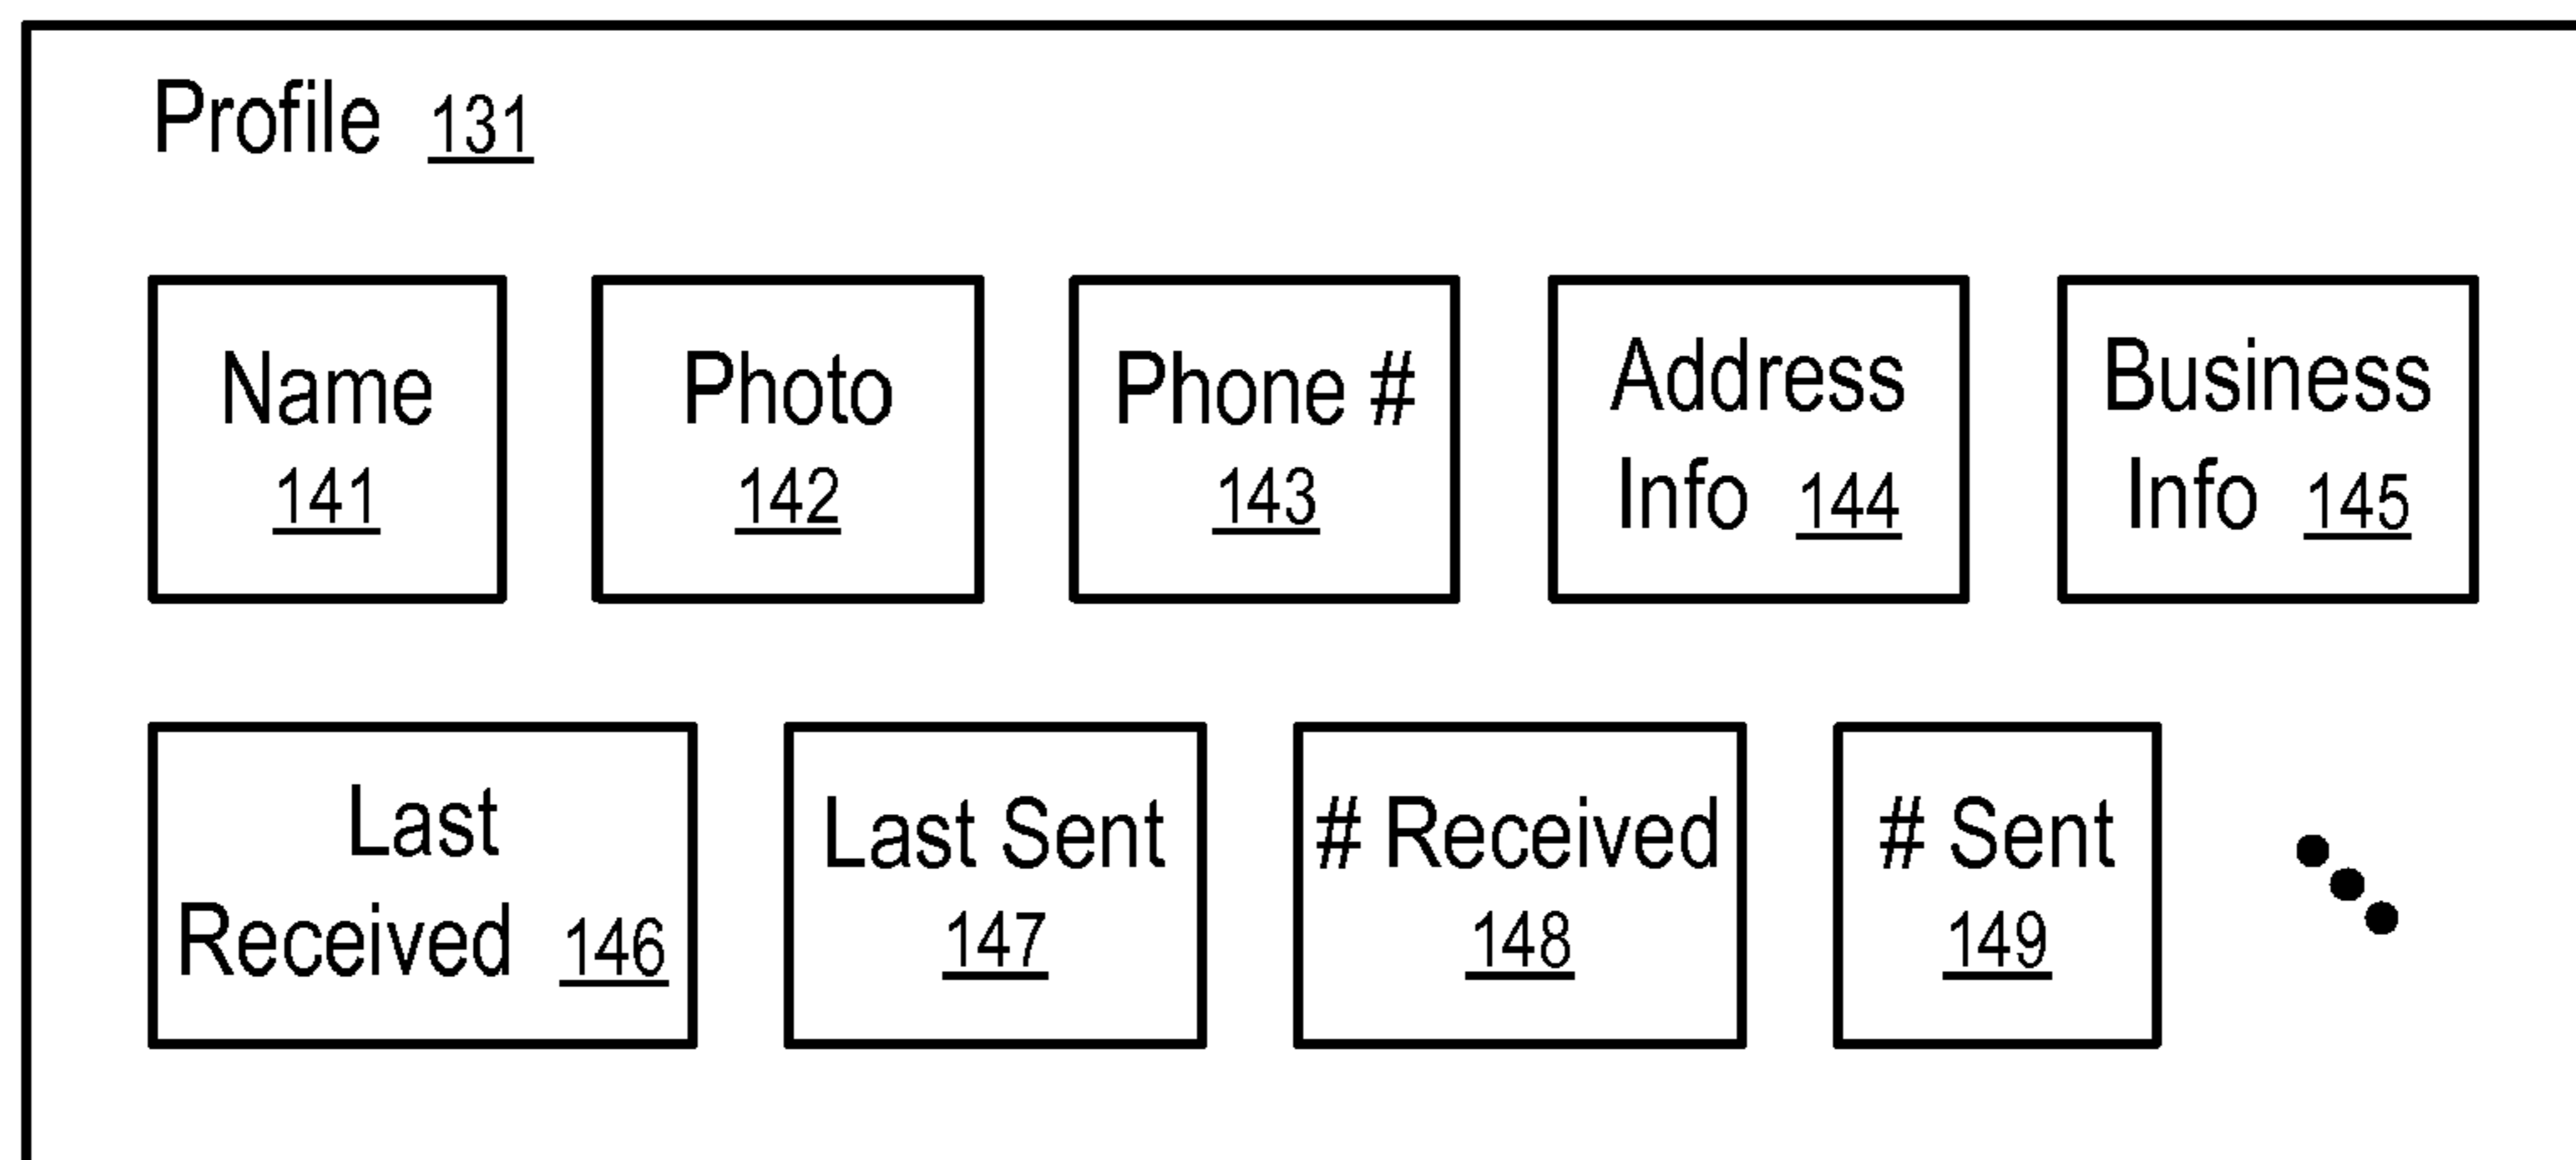 Profile 131
Name
141
Photo
142
Phone #
143
Address
Info 144
Business
Info 145
Last
Received 146
Last Sent
147
# Received
148
# Sent
149